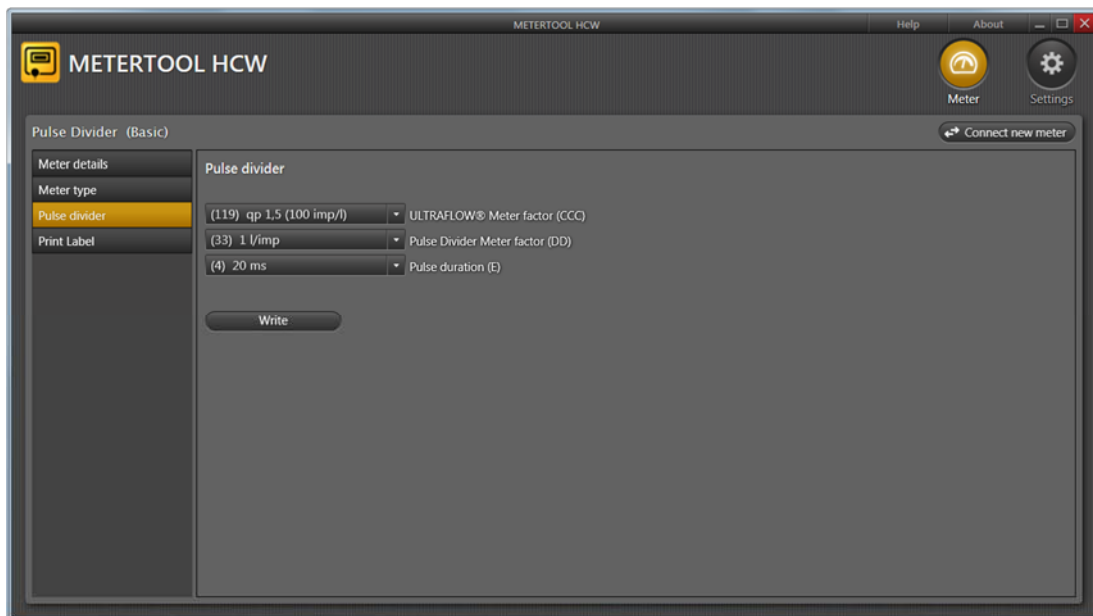 METERTOOL HCW
Help
About
METERTOOL HCW
Meter
Settings
Pulse Divider (Basic)
Connect new meter
Meter details
Meter type
Pulse divider
Print Label
Pulse divider
(119) qp 1,5 (100 imp/l) ULTRAFLOW® Meter factor (CCC)
(33) 1 l/imp Pulse Divider Meter factor (DD)
(4) 20 ms Pulse duration (E)
Write